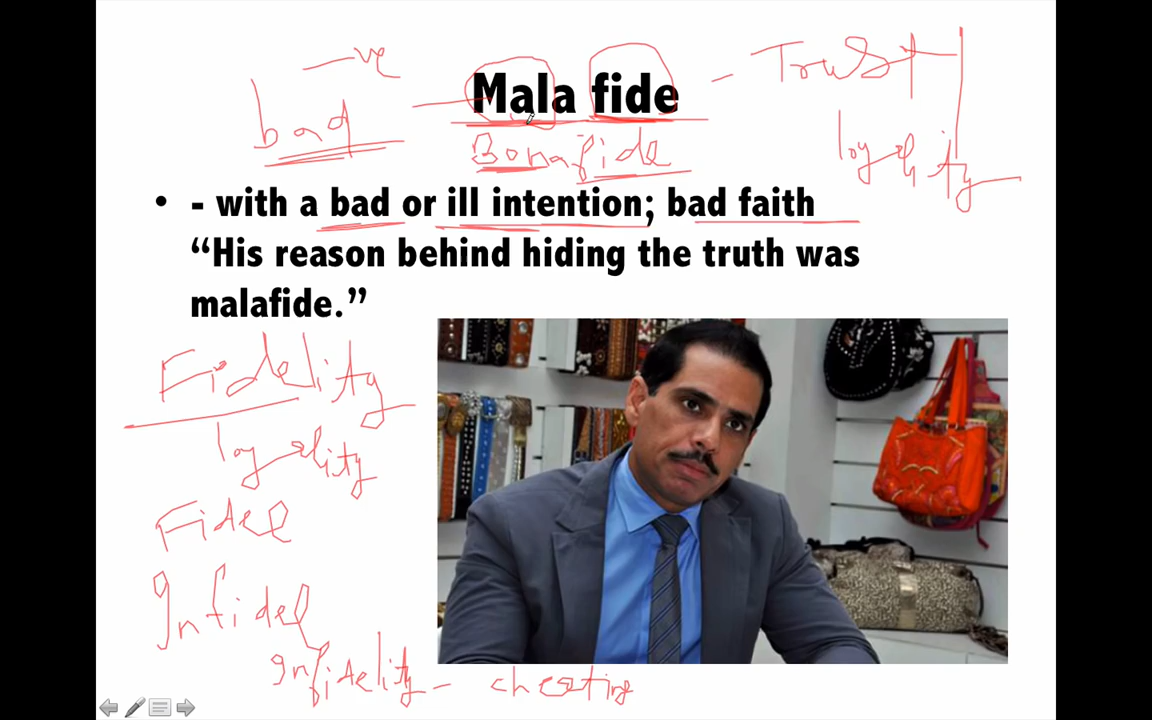 -ve
bad
Mala fide
- Trust
loyalty
Bonafide
• - with a bad or ill intention; bad faith
“His reason behind hiding the truth was
malafide.”
Fidelity
loyality
Fidel
Infidel
Infidelity - cheating